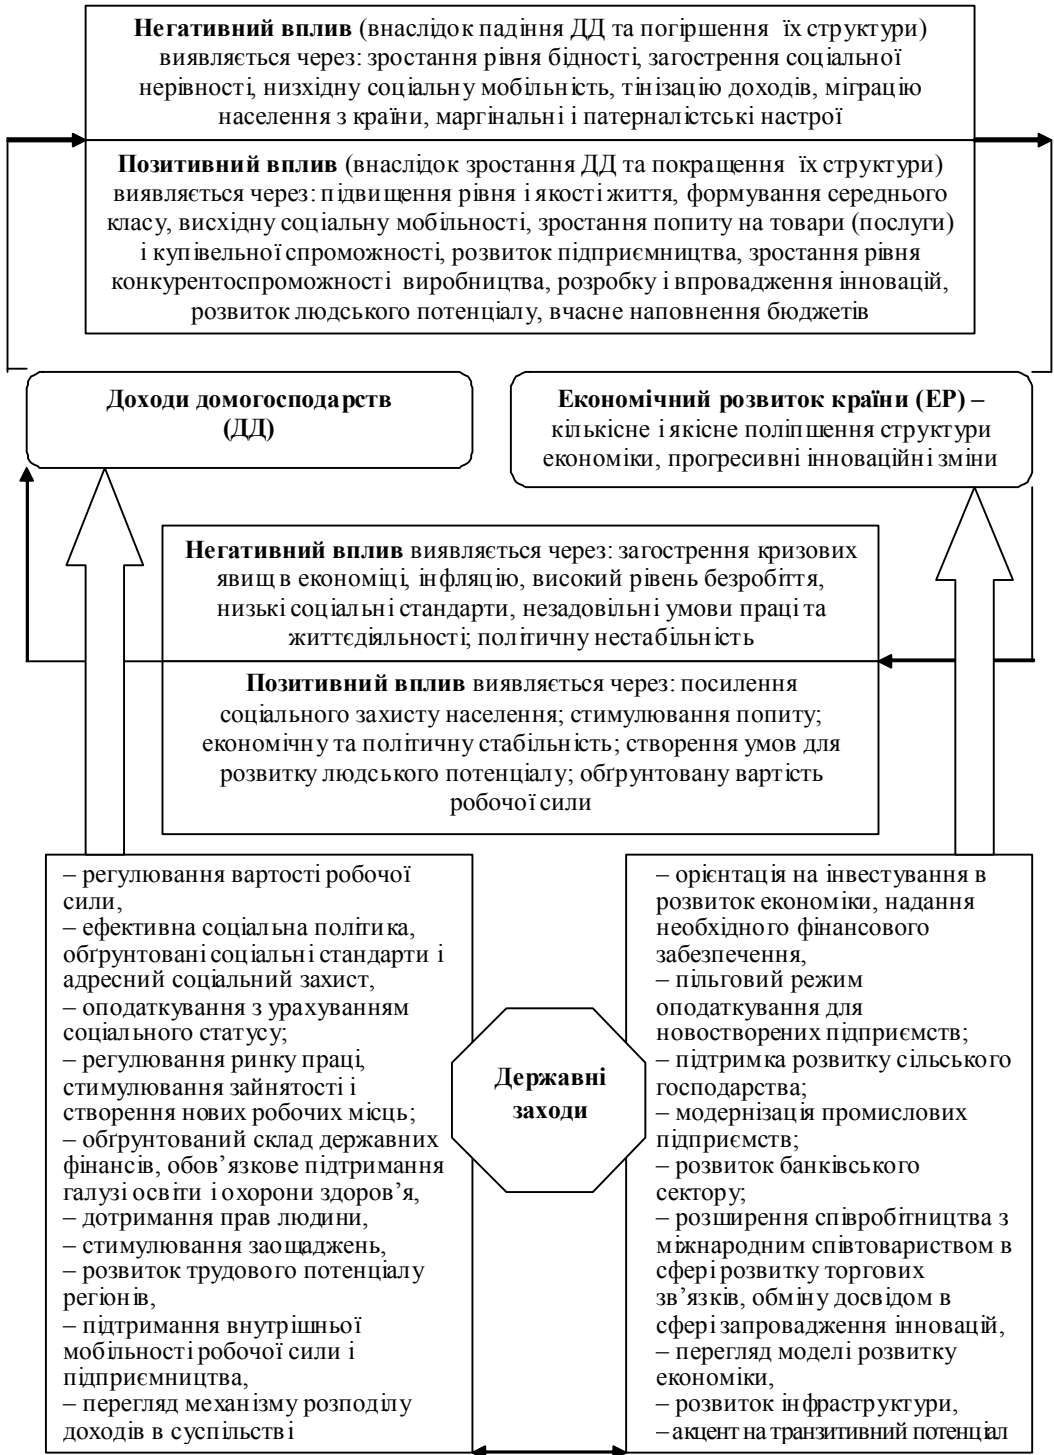 Негативний вплив (внаслідок падіння ДД та погіршення їх структури)
виявляється через: зростання рівня бідності, загострення соціальної
нерівності, низхідну соціальну мобільність, тінізацію доходів, міграцію
населення з країни, маргінальні і патерналістські настрої
Позитивний вплив (внаслідок зростання ДД та покращення їх структури)
виявляється через: підвищення рівня і якості життя, формування середнього
класу, висхідну соціальну мобільності, зростання попиту на товари (послуги)
і купівельної спроможності, розвиток підприємництва, зростання рівня
конкурентоспроможності виробництва, розробку і впровадження інновацій,
розвиток людського потенціалу, вчасне наповнення бюджетів
Доходи домогосподарств
(ДД)
Економічний розвиток країни (ЕР) –
кількісне і якісне поліпшення структури
економіки, прогресивні інноваційні зміни
Негативний вплив виявляється через: загострення кризових
явищ в економіці, інфляцію, високий рівень безробіття,
низькі соціальні стандарти, незадовільні умови праці та
життєдіяльності; політичну нестабільність
Позитивний вплив виявляється через: посилення
соціального захисту населення; стимулювання попиту;
економічну та політичну стабільність; створення умов для
розвитку людського потенціалу; обґрунтовану вартість
робочої сили
– регулювання вартості робочої
сили,
– ефективна соціальна політика,
обґрунтовані соціальні стандарти і
адресний соціальний захист,
– оподаткування з урахуванням
соціального статусу;
– регулювання ринку праці,
стимулювання зайнятості і
створення нових робочих місць;
– обґрунтований склад державних
фінансів, обов’язкове підтримання
галузі освіти і охорони здоров’я,
– дотримання прав людини,
– стимулювання заощаджень,
– розвиток трудового потенціалу
регіонів,
– підтримання внутрішньої
мобільності робочої сили і
підприємництва,
– перегляд механізму розподілу
доходів в суспільстві
Державні
заходи
– орієнтація на інвестування в
розвиток економіки, надання
необхідного фінансового
забезпечення,
– пільговий режим
оподаткування для
новостворених підприємств;
– підтримка розвитку сільського
господарства;
– модернізація промислових
підприємств;
– розвиток банківського
сектору;
– розширення співробітництва з
міжнародним співтовариством в
сфері розвитку торгових
зв’язків, обміну досвідом в
сфері запровадження інновацій,
– перегляд моделі розвитку
економіки,
– розвиток інфраструктури,
– акцент на транзитивний потенціал